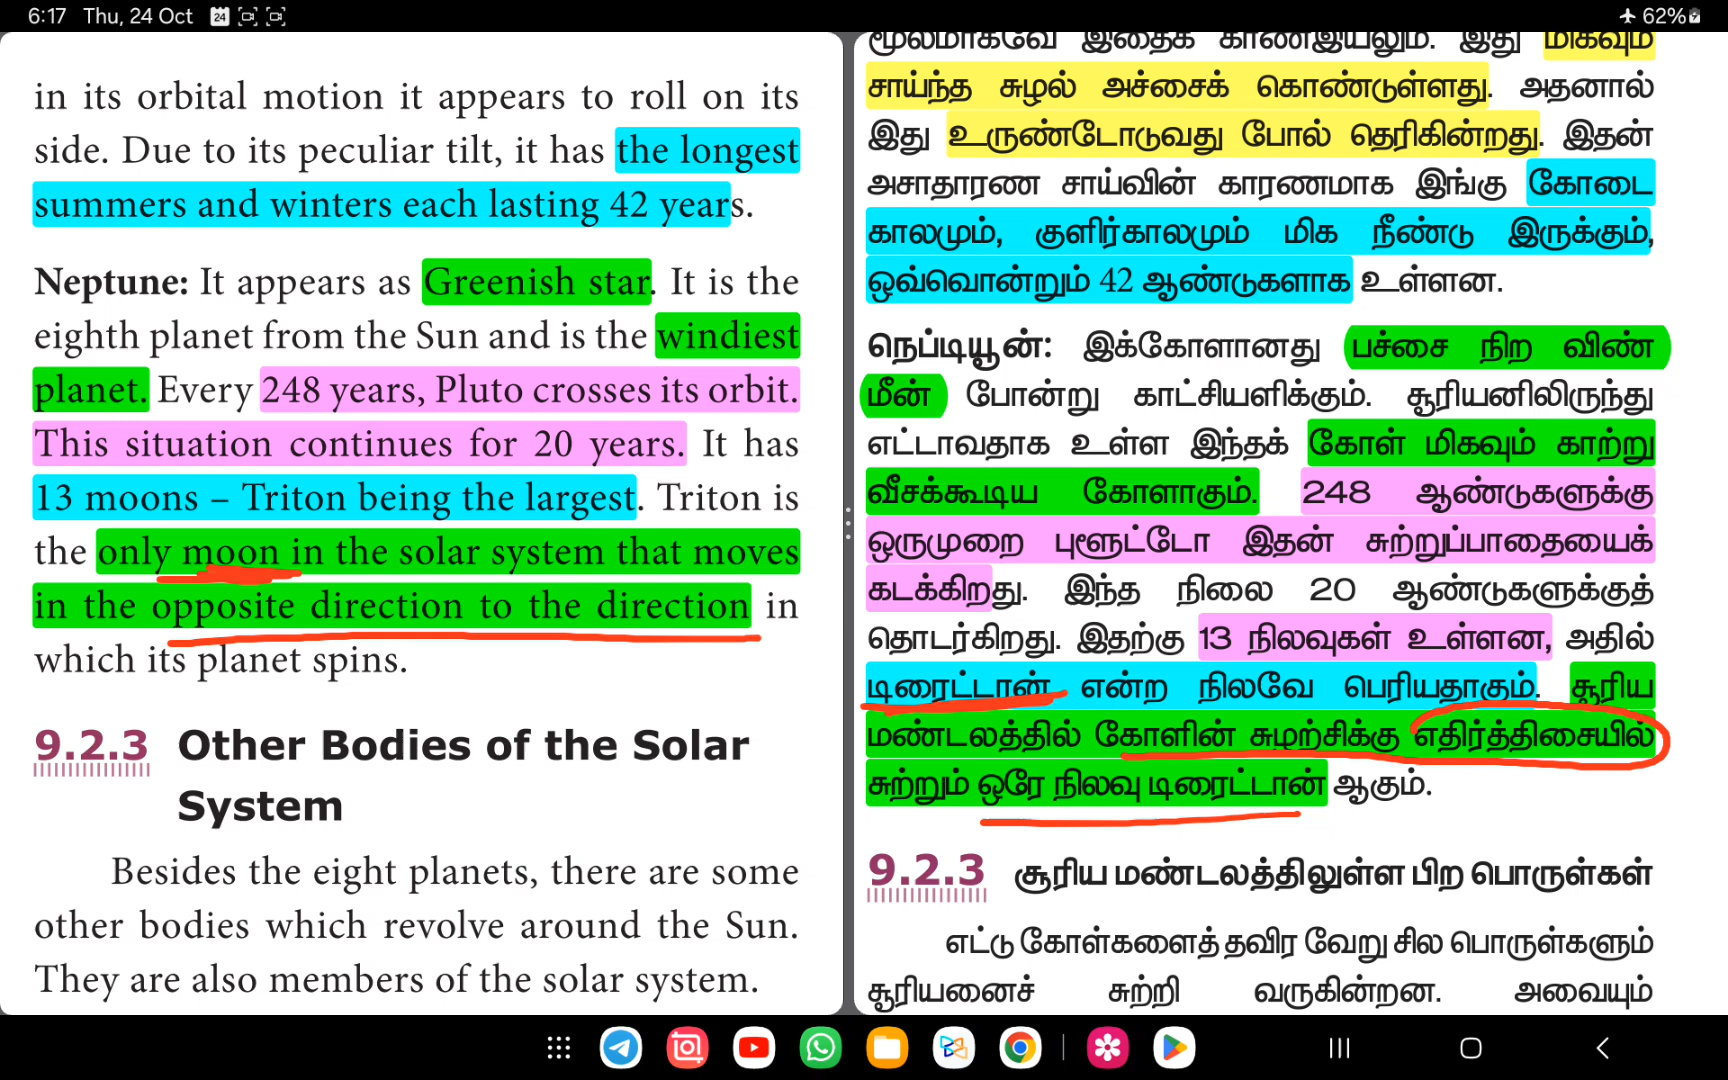 6:17 Thu, 24 Oct 24
62%
in its orbital motion it appears to roll on its
side. Due to its peculiar tilt, it has the longest
summers and winters each lasting 42 years.
Neptune: It appears as Greenish star. It is the
eighth planet from the Sun and is the windiest
planet. Every 248 years, Pluto crosses its orbit.
This situation continues for 20 years. It has
13 moons – Triton being the largest. Triton is
the only moon in the solar system that moves
in the opposite direction to the direction in
which its planet spins.
9.2.3 Other Bodies of the Solar
System
Besides the eight planets, there are some
other bodies which revolve around the Sun.
They are also members of the solar system.
மூலமாகவே இதைக் காணஇயலும். இது மிகவும்
சாய்ந்த சுழல் அச்சைக் கொண்டுள்ளது. அதனால்
இது உருண்டோடுவது போல் தெரிகின்றது. இதன்
அசாதாரண சாய்வின் காரணமாக இங்கு கோடை
காலமும், குளிர்காலமும் மிக நீண்டு இருக்கும்,
ஒவ்வொன்றும் 42 ஆண்டுகளாக உள்ளன.
நெப்டியூன்: இக்கோளானது பச்சை நிற விண்
மீன் போன்று காட்சியளிக்கும். சூரியனிலிருந்து
எட்டாவதாக உள்ள இந்தக் கோள் மிகவும் காற்று
வீசக்கூடிய கோளாகும். 248 ஆண்டுகளுக்கு
ஒருமுறை புளூட்டோ இதன் சுற்றுப்பாதையைக்
கடக்கிறது. இந்த நிலை 20 ஆண்டுகளுக்குத்
தொடர்கிறது. இதற்கு 13 நிலவுகள் உள்ளன, அதில்
டிரைட்டான் என்ற நிலவே பெரியதாகும். சூரிய
மண்டலத்தில் கோளின் சுழற்சிக்கு எதிர்த்திசையில்
சுற்றும் ஒரே நிலவு டிரைட்டான் ஆகும்.
9.2.3 சூரிய மண்டலத்திலுள்ள பிற பொருள்கள்
எட்டு கோள்களைத் தவிர வேறு சில பொருள்களும்
சூரியனைச் சுற்றி வருகின்றன. அவையும்